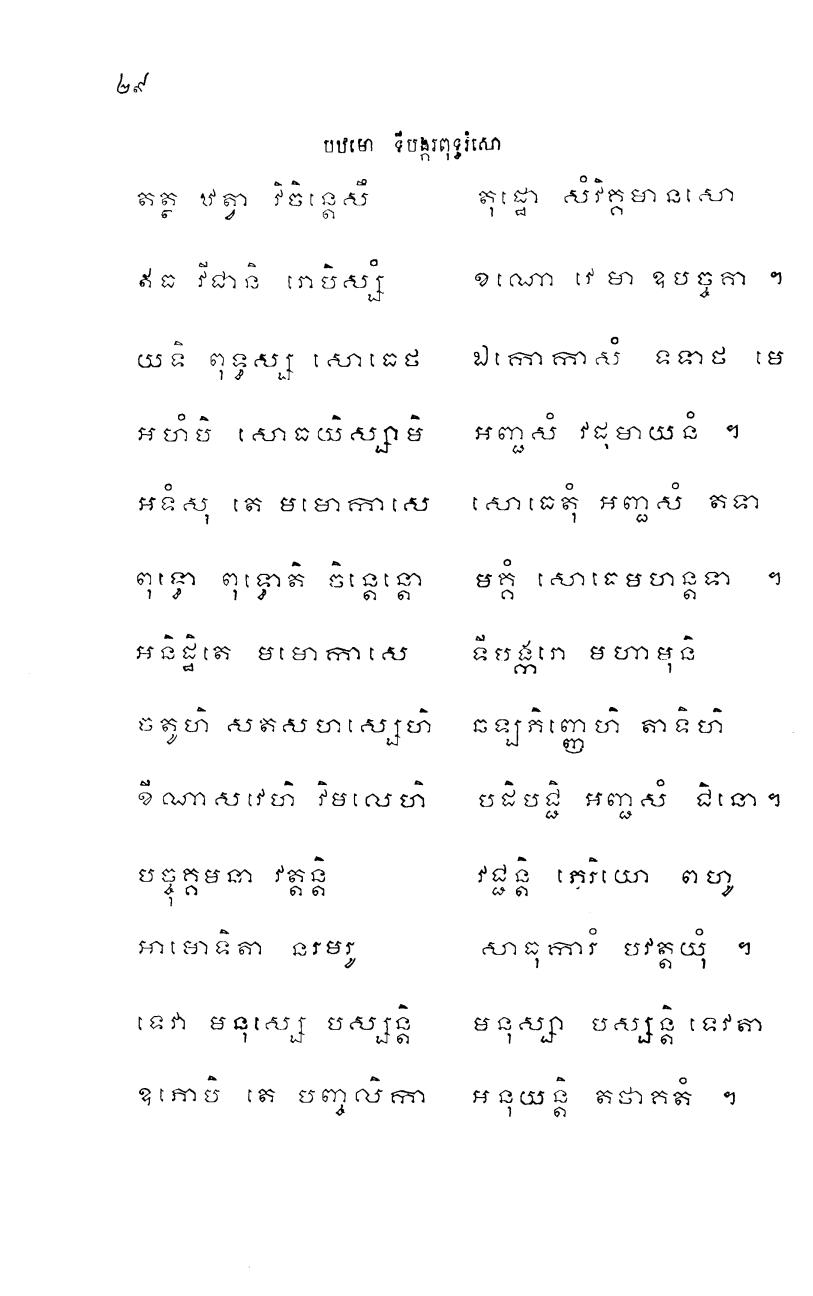 ២៩
បឋមោ ទីបង្ករពុទ្ធវំសោ
តត្ថ ឋត្វា វិចិន្តេសឹ តុដ្ឋោ សំវិគ្គមានសោ
ឥធ វីជានិ រោបិស្សំ ខណោ វេ មា ឧបច្ចគា ។
យទិ ពុទ្ធស្ស សោធេថ ឯកោកាសំ ទទាថ មេ
អហំបិ សោធយិស្សាមិ អញ្ជសំ វដុមាយនំ ។
អទំសុ តេ មមោកាសេ សោធេតុំ អញ្ជសំ តទា
ពុទ្ធោ ពុទ្ធោតិ ចិន្តេន្តោ មគ្គំ សោធេមហន្តទា ។
អនិដ្ឋិតេ មមោកាសេ ទីបង្ករោ មហាមុនិ
ចតូហិ សតសហស្សេហិ ឆឡភិញ្ញេហិ តាទិហិ
ខីណាសវេហិ វិមលេហិ បដិបជ្ជិ អញ្ជសំ ជិនោ ។
បច្ចុគ្គមនា វត្តន្តិ វជ្ជន្តិ ភេរិយោ ពហូ
អាមោទិតា នរមរូ សាធុការំ បវត្តយុំ ។
ទេវា មនុស្សេ បស្សន្តិ មនុស្សា បស្សន្តិ ទេវតា
ឧភោបិ តេ បញ្ជលិកា អនុយន្តិ តថាគតំ ។